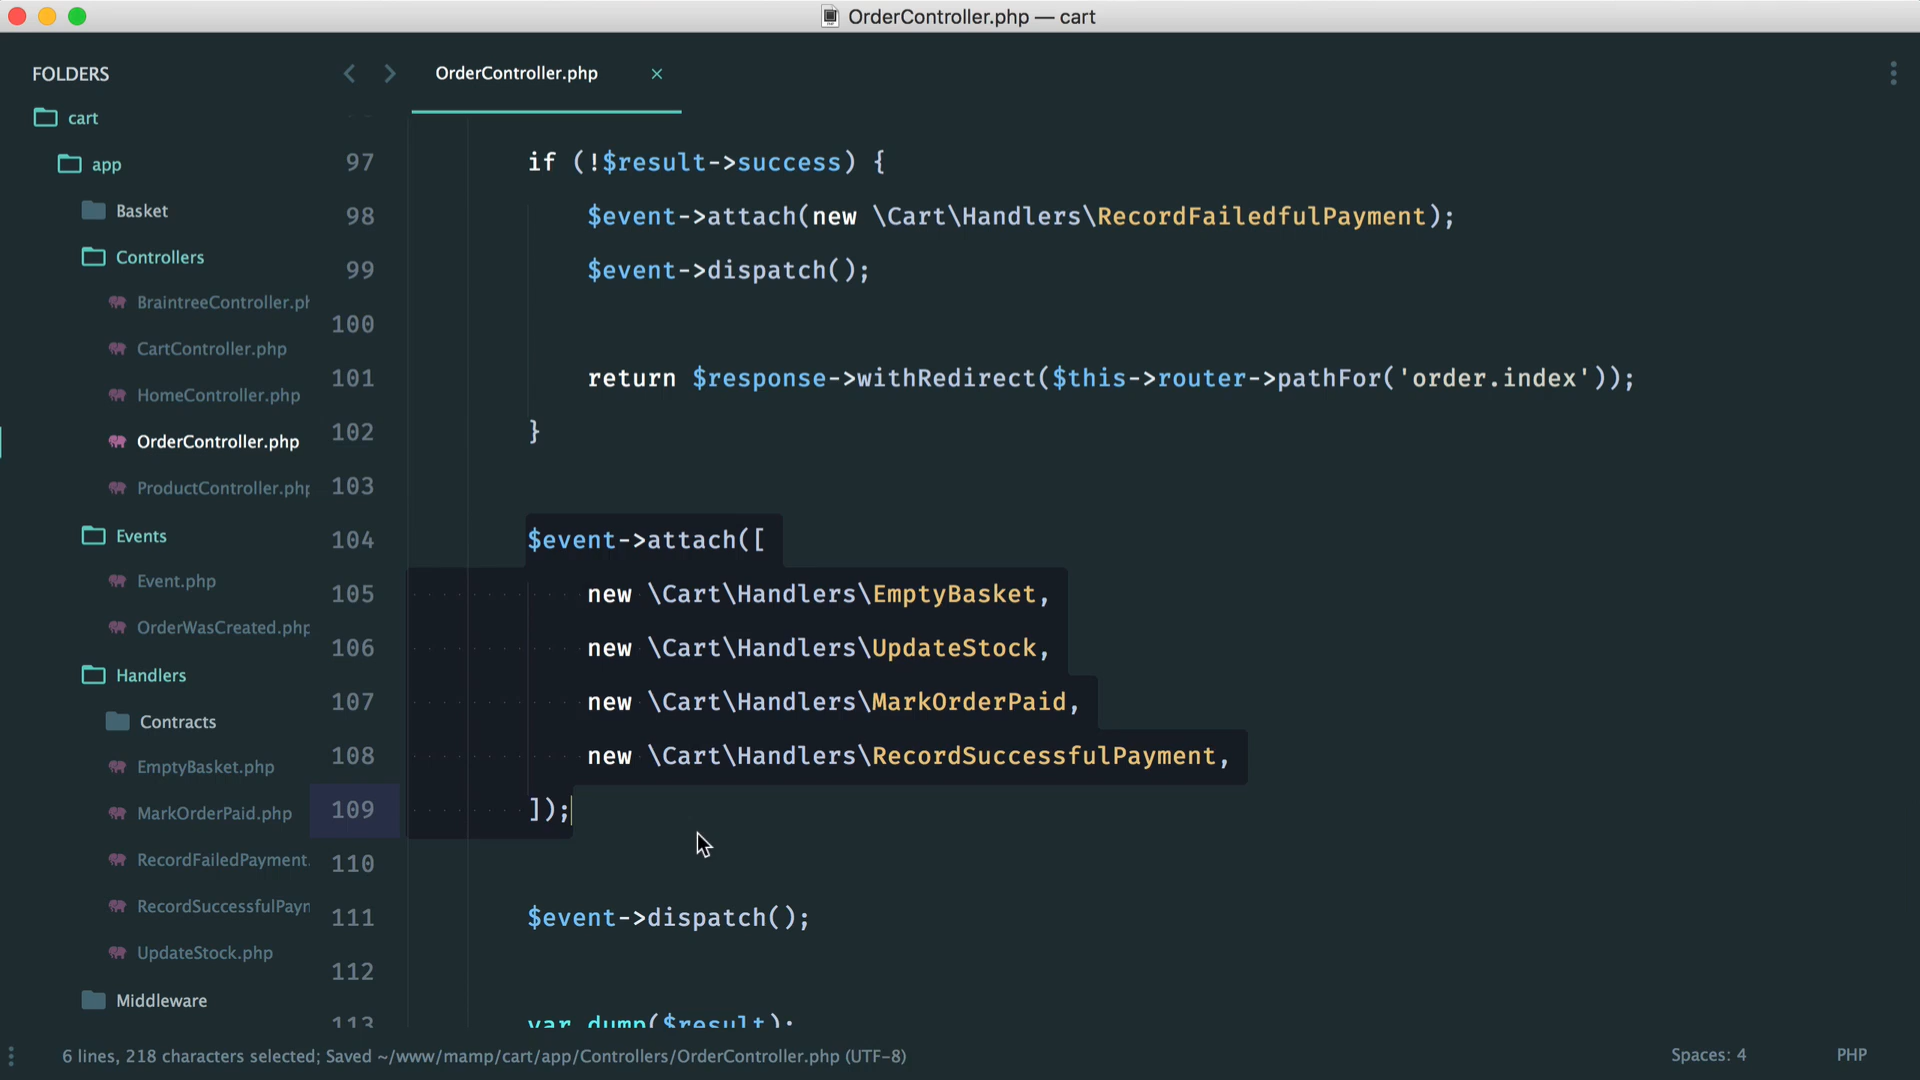 OrderController.php — cart
FOLDERS
cart
app
Basket
Controllers
BraintreeController.ph
CartController.php
HomeController.php
OrderController.php
ProductController.php
Events
Event.php
OrderWasCreated.php
Handlers
Contracts
EmptyBasket.php
MarkOrderPaid.php
RecordFailedPayment.
RecordSuccessfulPayn
UpdateStock.php
Middleware
OrderController.php ×
97 if (!$result->success) {
98 $event->attach(new \Cart\Handlers\RecordFailedfulPayment);
99 $event->dispatch();
100
101 return $response->withRedirect($this->router->pathFor('order.index'));
102 }
103
104 $event->attach([
105 new \Cart\Handlers\EmptyBasket,
106 new \Cart\Handlers\UpdateStock,
107 new \Cart\Handlers\MarkOrderPaid,
108 new \Cart\Handlers\RecordSuccessfulPayment,
109 ]);
110
111 $event->dispatch();
112
113 var_dump($result);
6 lines, 218 characters selected; Saved ~/www/mamp/cart/app/Controllers/OrderController.php (UTF-8)
Spaces: 4
PHP